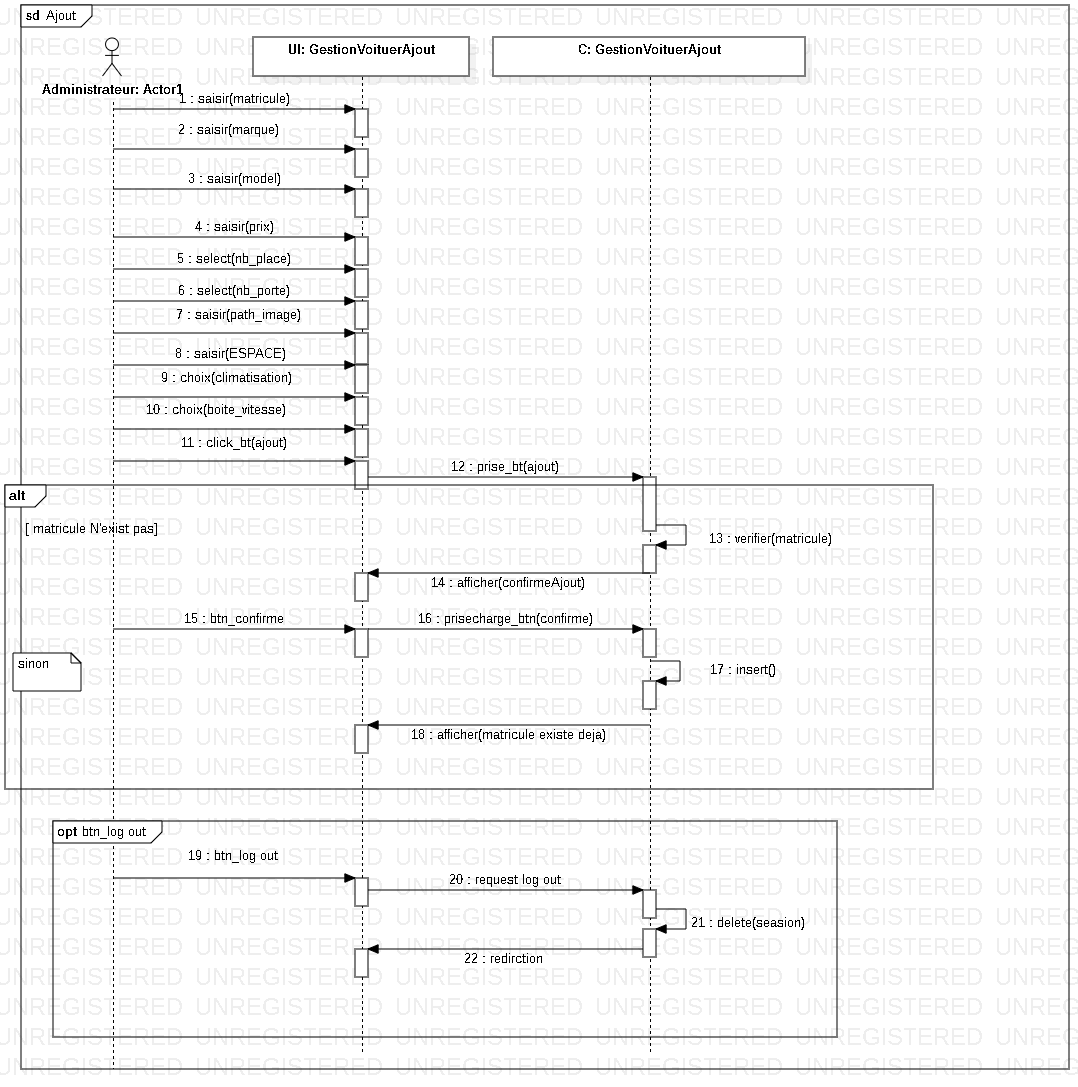 sd Ajout
UI: GestionVoituerAjout
C: GestionVoituerAjout
Administrateur: Actor1
1 : saisir(matricule)
2 : saisir(marque)
3 : saisir(model)
4 : saisir(prix)
5 : select(nb_place)
6 : select(nb_porte)
7 : saisir(path_image)
8 : saisir(ESPACE)
9 : choix(climatisation)
10 : choix(boite_vitesse)
11 : click_bt(ajout)
12 : prise_bt(ajout)
alt
[ matricule N'exist pas]
13 : verifier(matricule)
14 : afficher(confirmeAjout)
15 : btn_confirme
16 : prisecharge_btn(confirme)
sinon
17 : insert()
18 : afficher(matricule existe deja)
opt btn_log out
19 : btn_log out
20 : request log out
21 : delete(seasion)
22 : redirction
UNREGISTERED